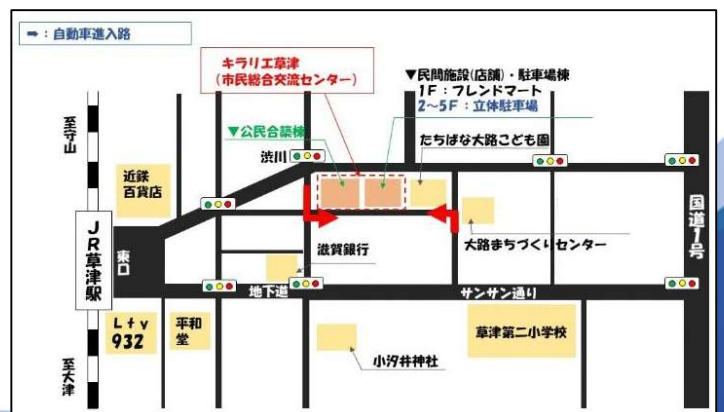 ➡：自動車進入路
キラリエ草津
（市民総合交流センター）
▼民間施設(店舗)・駐車場棟
1F：フレンドマート
2～5F：立体駐車場
▼公民合築棟
渋川
たちばな大路こども園
至守山
近鉄
百貨店
JR草津駅
東口
国道1号
滋賀銀行
大路まちづくりセンター
地下道
サンサン通り
Lty
932
平和
堂
草津第二小学校
小汐井神社
至大津